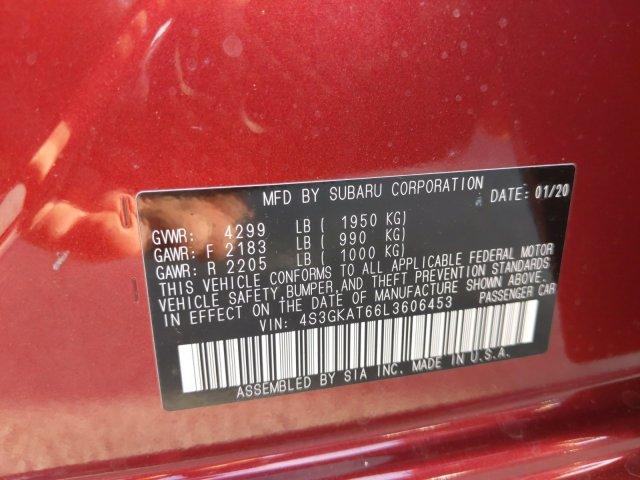 MFD BY SUBARU CORPORATION DATE: 01/20
GVWR: 4299 LB ( 1950 KG)
GAWR: F 2183 LB ( 990 KG)
GAWR: R 2205 LB ( 1000 KG)
THIS VEHICLE CONFORMS TO ALL APPLICABLE FEDERAL MOTOR
VEHICLE SAFETY,BUMPER,AND THEFT PREVENTION STANDARDS
IN EFFECT ON THE DATE OF MANUFACTURE SHOWN ABOVE.
VIN: 4S3GKAT66L3606453 PASSENGER CAR
ASSEMBLED BY SIA INC. MADE IN U.S.A.